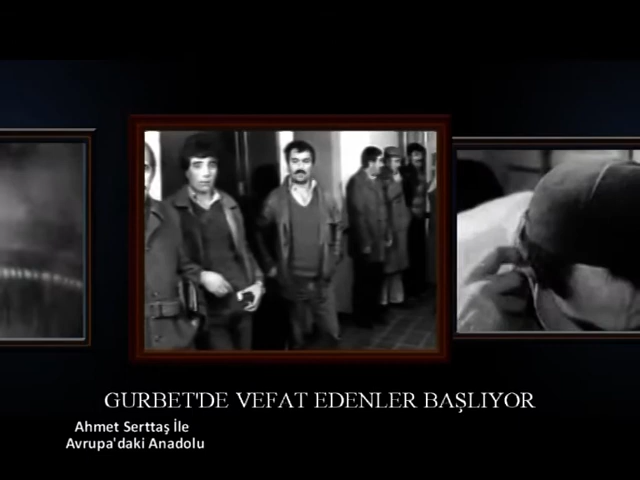 GURBET'DE VEFAT EDENLER BAŞLIYOR
Ahmet Serttaş İle
Avrupa'daki Anadolu